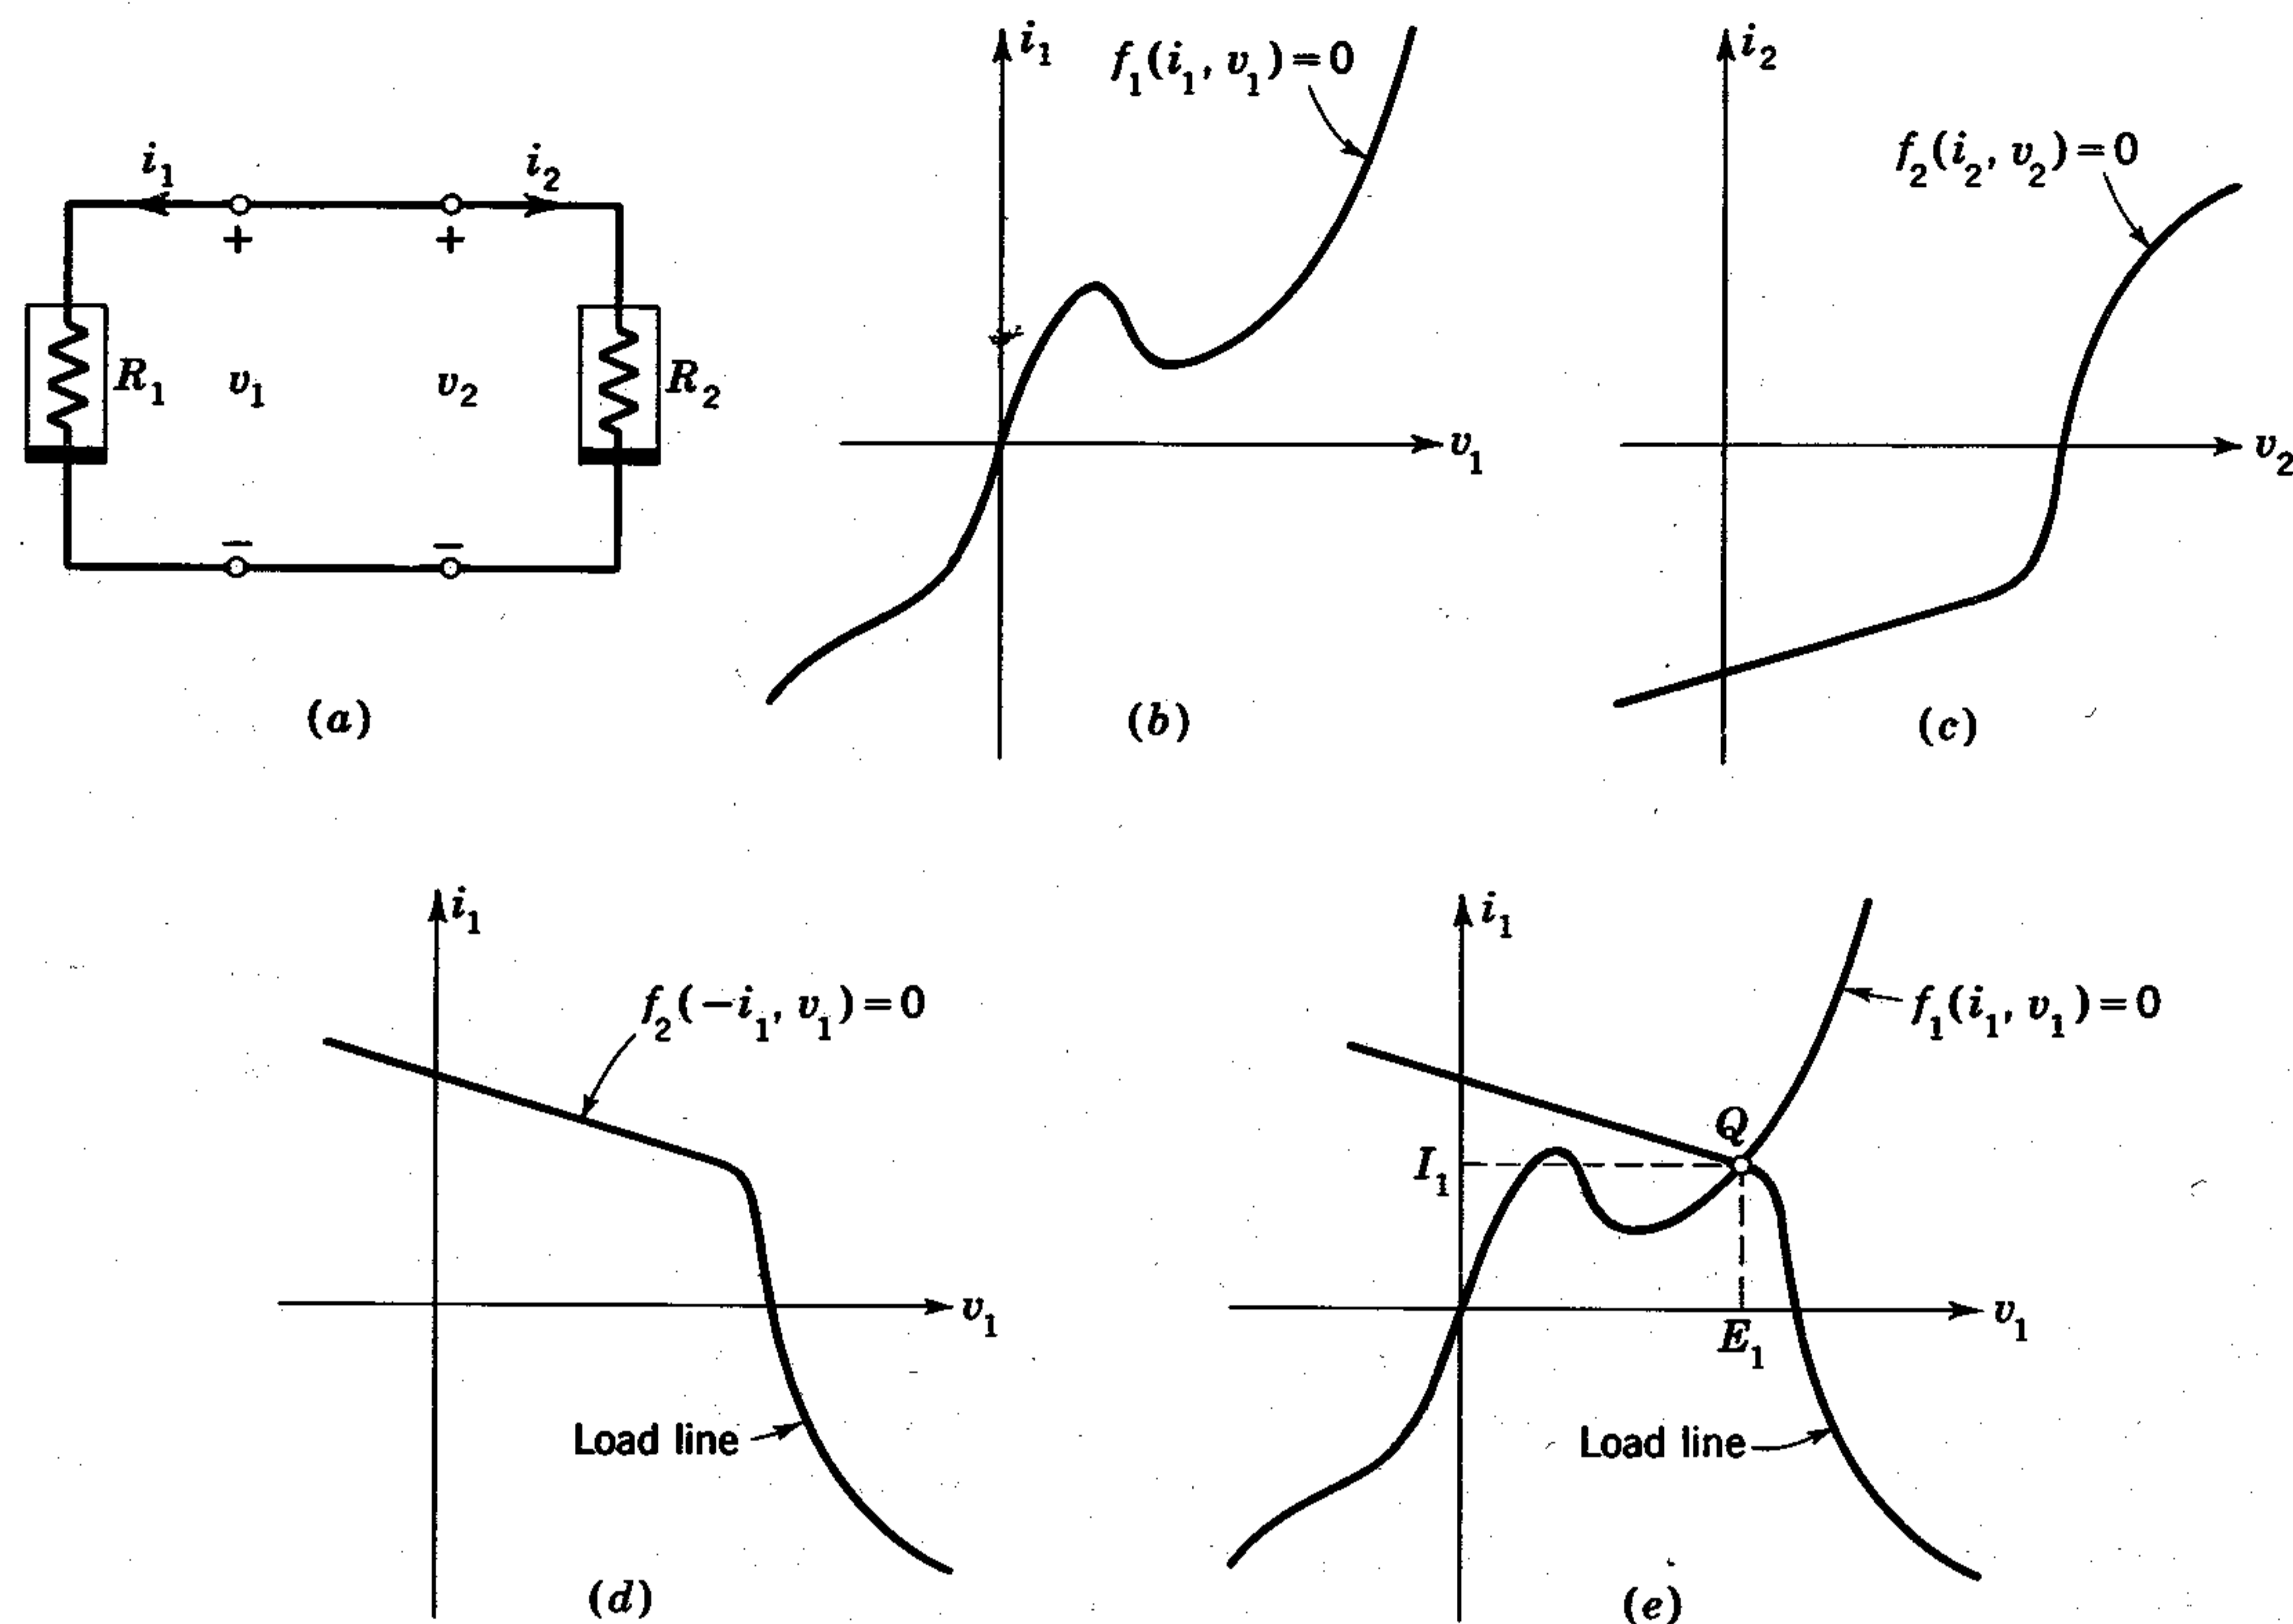 i₁
i₂
+
+
R₁
v₁
v₂
R₂
−
−
(a)
i₁
f₁(i₁, v₁)=0
v₁
(b)
i₂
f₂(i₂, v₂)=0
v₂
(c)
i₁
f₂(−i₁, v₁)=0
v₁
Load line
(d)
i₁
f₁(i₁, v₁)=0
Q
I₁
v₁
E₁
Load line
(e)